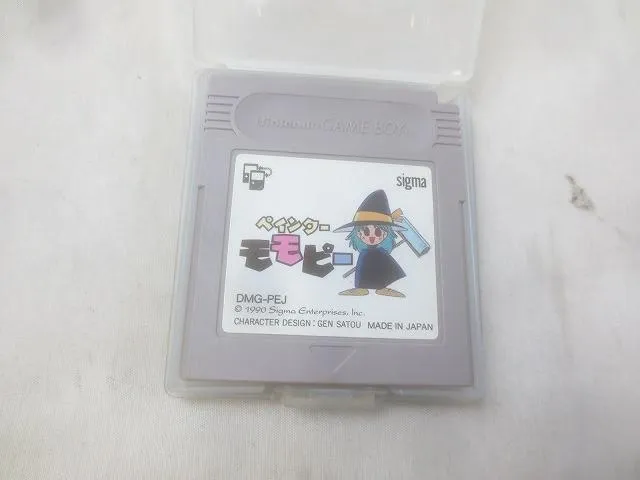 Nintendo GAME BOY
sigma
ペインター
モモピー
DMG-PEJ
© 1990 Sigma Enterprises, Inc.
CHARACTER DESIGN : GEN SATOU MADE IN JAPAN